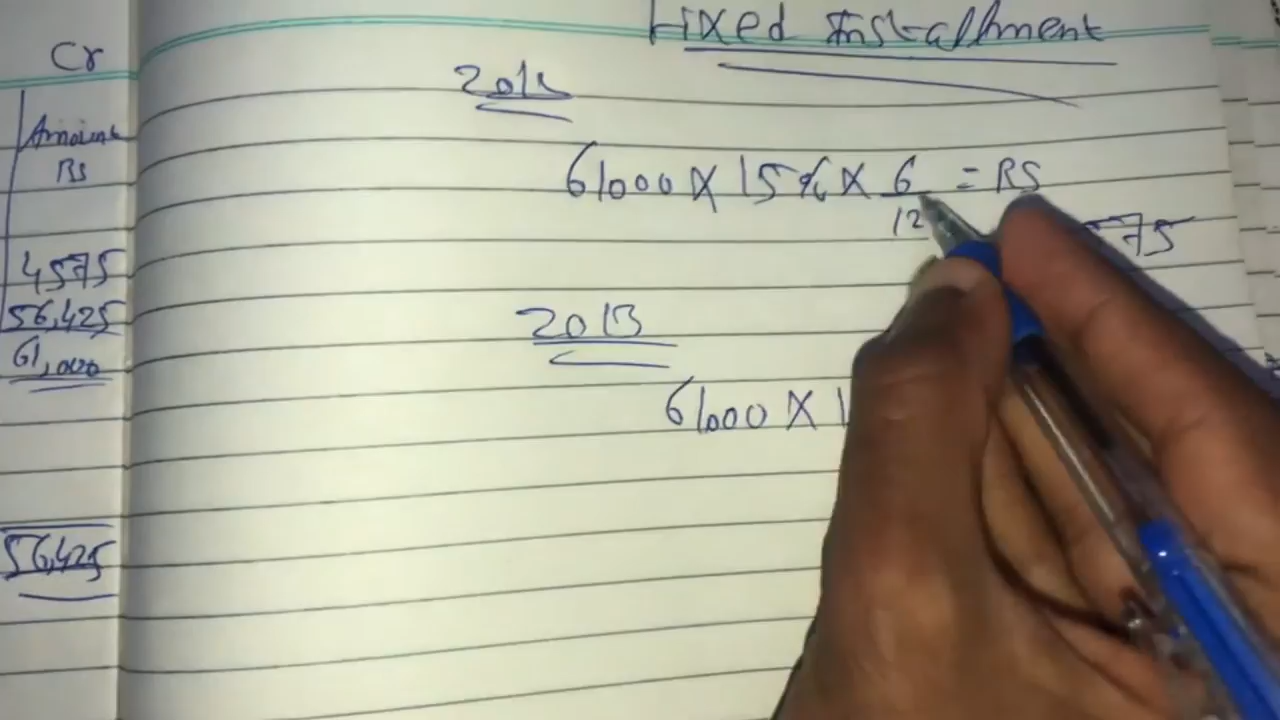 Cr
Amount
Rs
4575
56,425
61,000
56,425
Fixed Installment
2012
61000 X 15% X 6/12 = RS
575
2013
61000 X 1